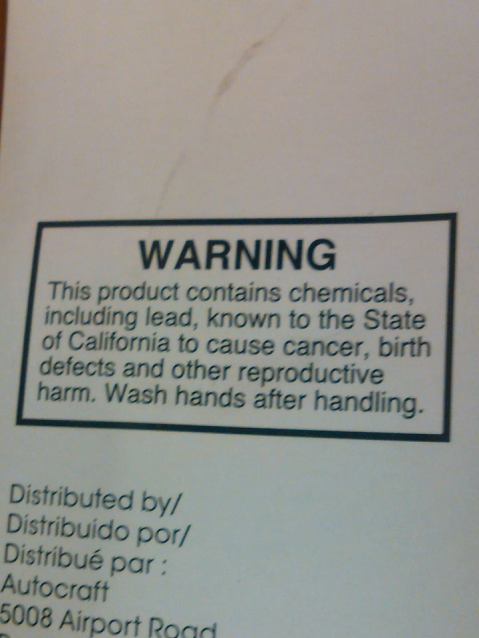 WARNING
This product contains chemicals,
including lead, known to the State
of California to cause cancer, birth
defects and other reproductive
harm. Wash hands after handling.
Distributed by/
Distribuido por/
Distribué par :
Autocraft
5008 Airport Road